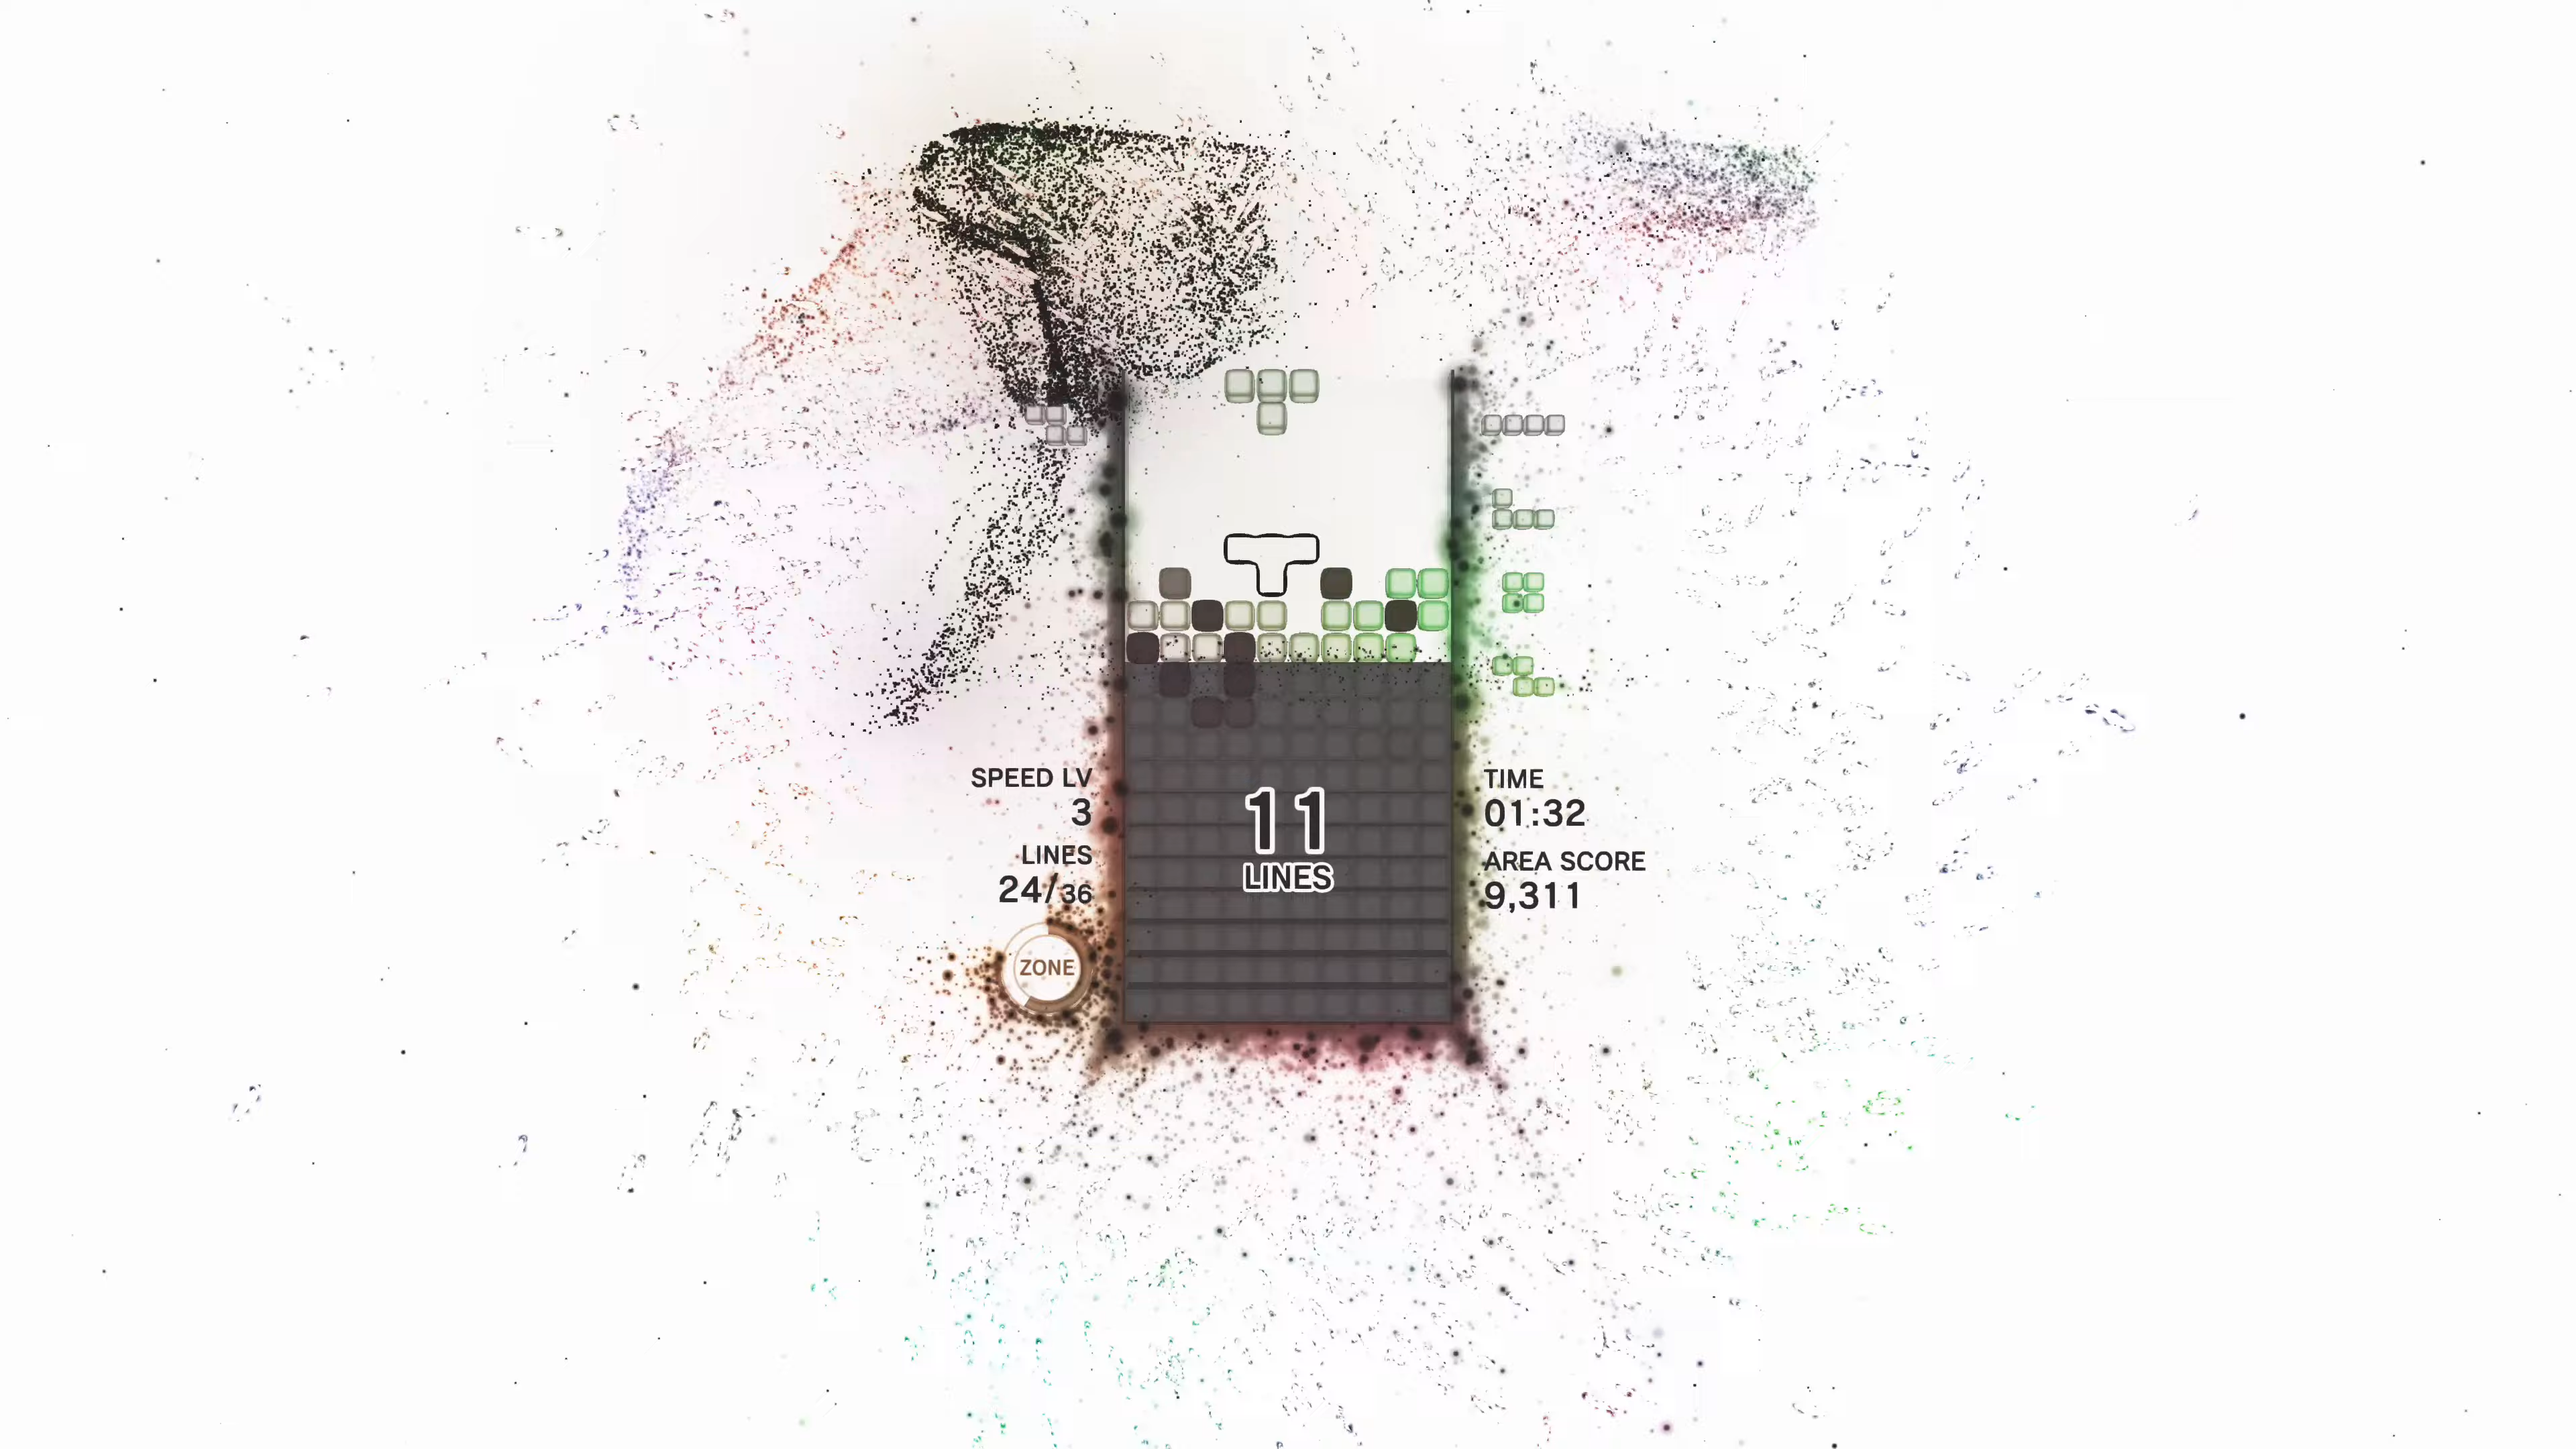 SPEED LV
3
LINES
24/36
ZONE
11
LINES
TIME
01:32
AREA SCORE
9,311